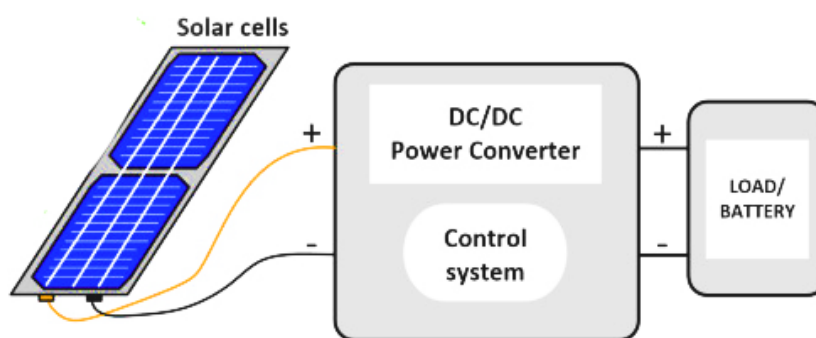 Solar cells
+
-
DC/DC
Power Converter
Control
system
+
-
LOAD/
BATTERY